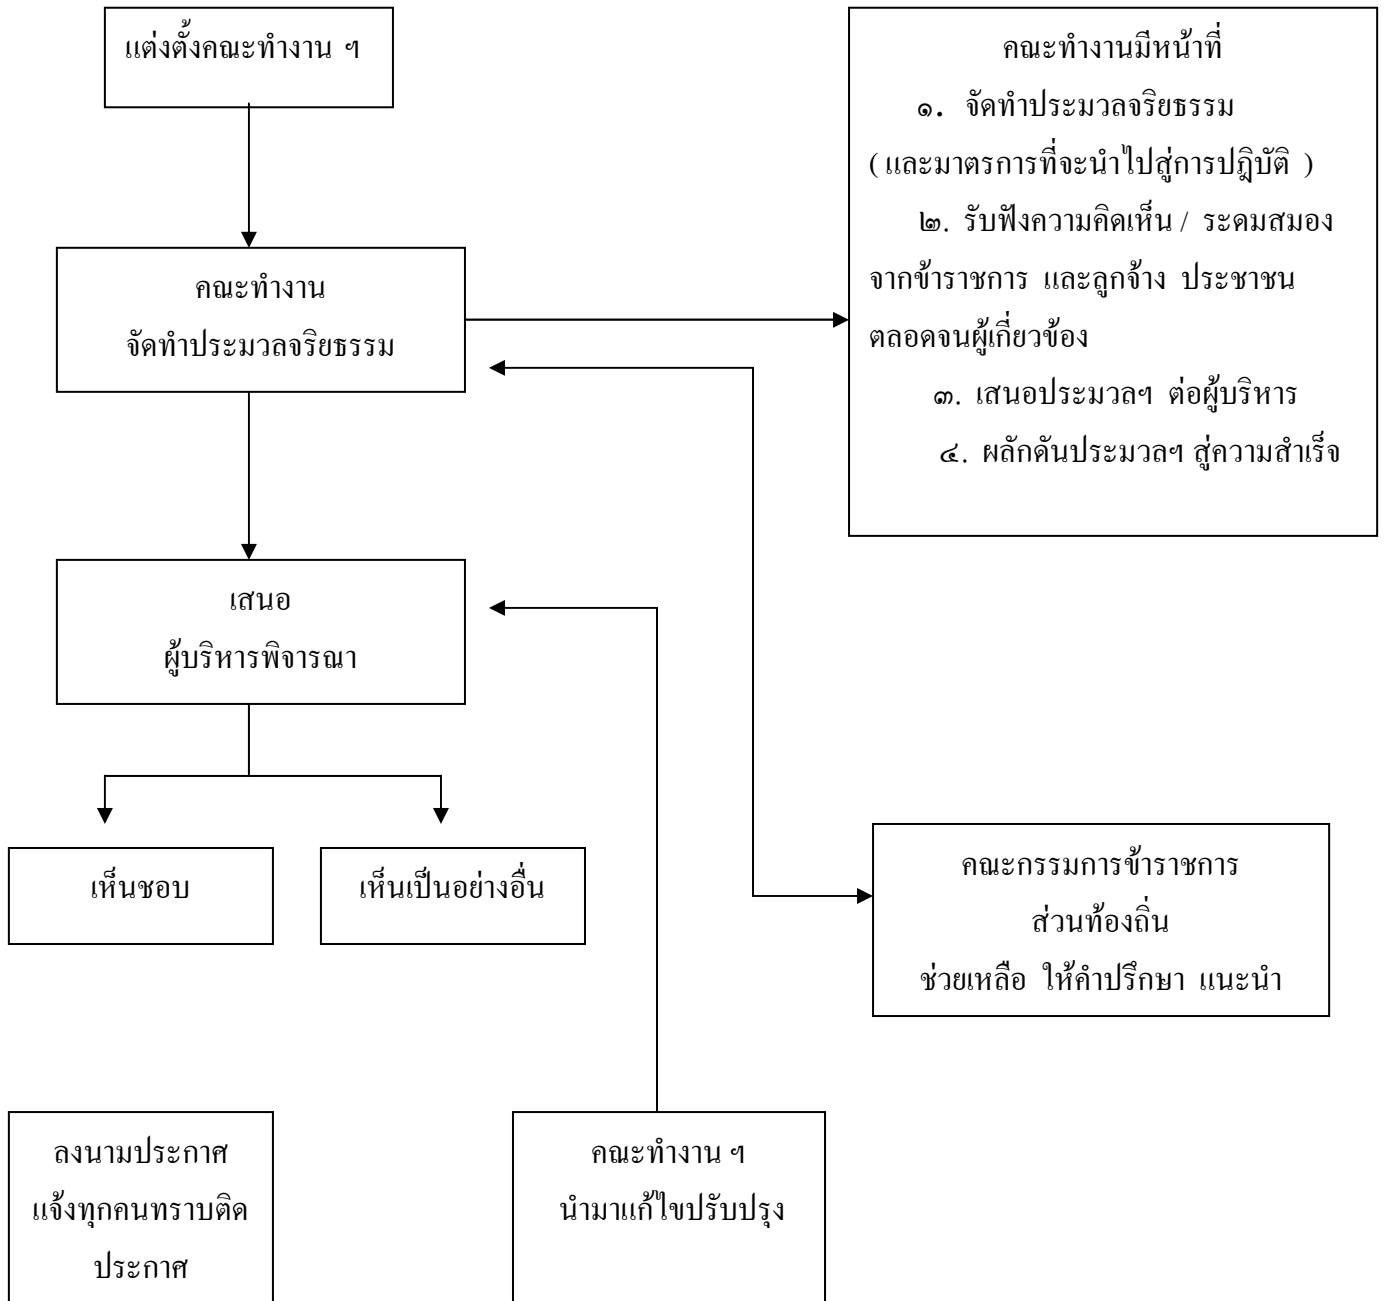 แต่งตั้งคณะทำงาน ฯ
คณะทำงานมีหน้าที่
๑. จัดทำประมวลจริยธรรม
( และมาตรการที่จะนำไปสู่การปฎิบัติ )
๒. รับฟังความคิดเห็น / ระดมสมอง
จากข้าราชการ และลูกจ้าง ประชาชน
ตลอดจนผู้เกี่ยวข้อง
๓. เสนอประมวลฯ ต่อผู้บริหาร
๔. ผลักดันประมวลฯ สู่ความสำเร็จ
คณะทำงาน
จัดทำประมวลจริยธรรม
เสนอ
ผู้บริหารพิจารณา
เห็นชอบ
เห็นเป็นอย่างอื่น
คณะกรรมการข้าราชการ
ส่วนท้องถิ่น
ช่วยเหลือ ให้คำปรึกษา แนะนำ
ลงนามประกาศ
แจ้งทุกคนทราบติด
ประกาศ
คณะทำงาน ฯ
นำมาแก้ไขปรับปรุง